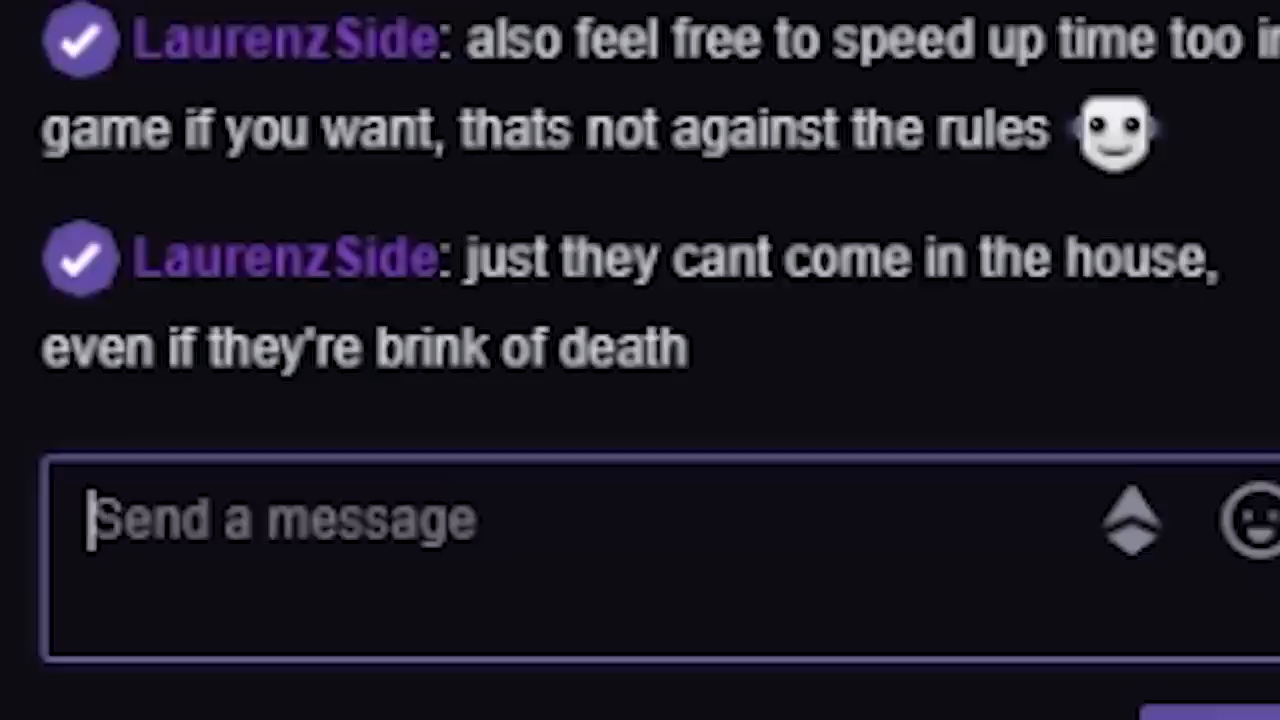 LaurenzSide: also feel free to speed up time too in
game if you want, thats not against the rules
LaurenzSide: just they cant come in the house,
even if they're brink of death
Send a message